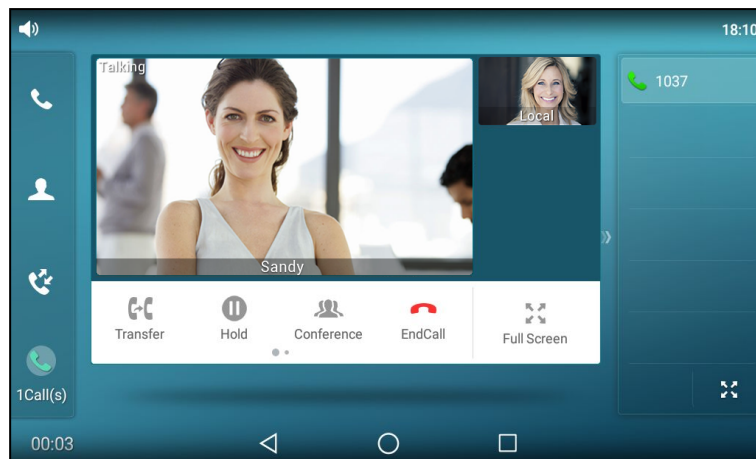 18:10
Talking
Local
1037
Sandy
Transfer
Hold
Conference
EndCall
Full Screen
1Call(s)
00:03